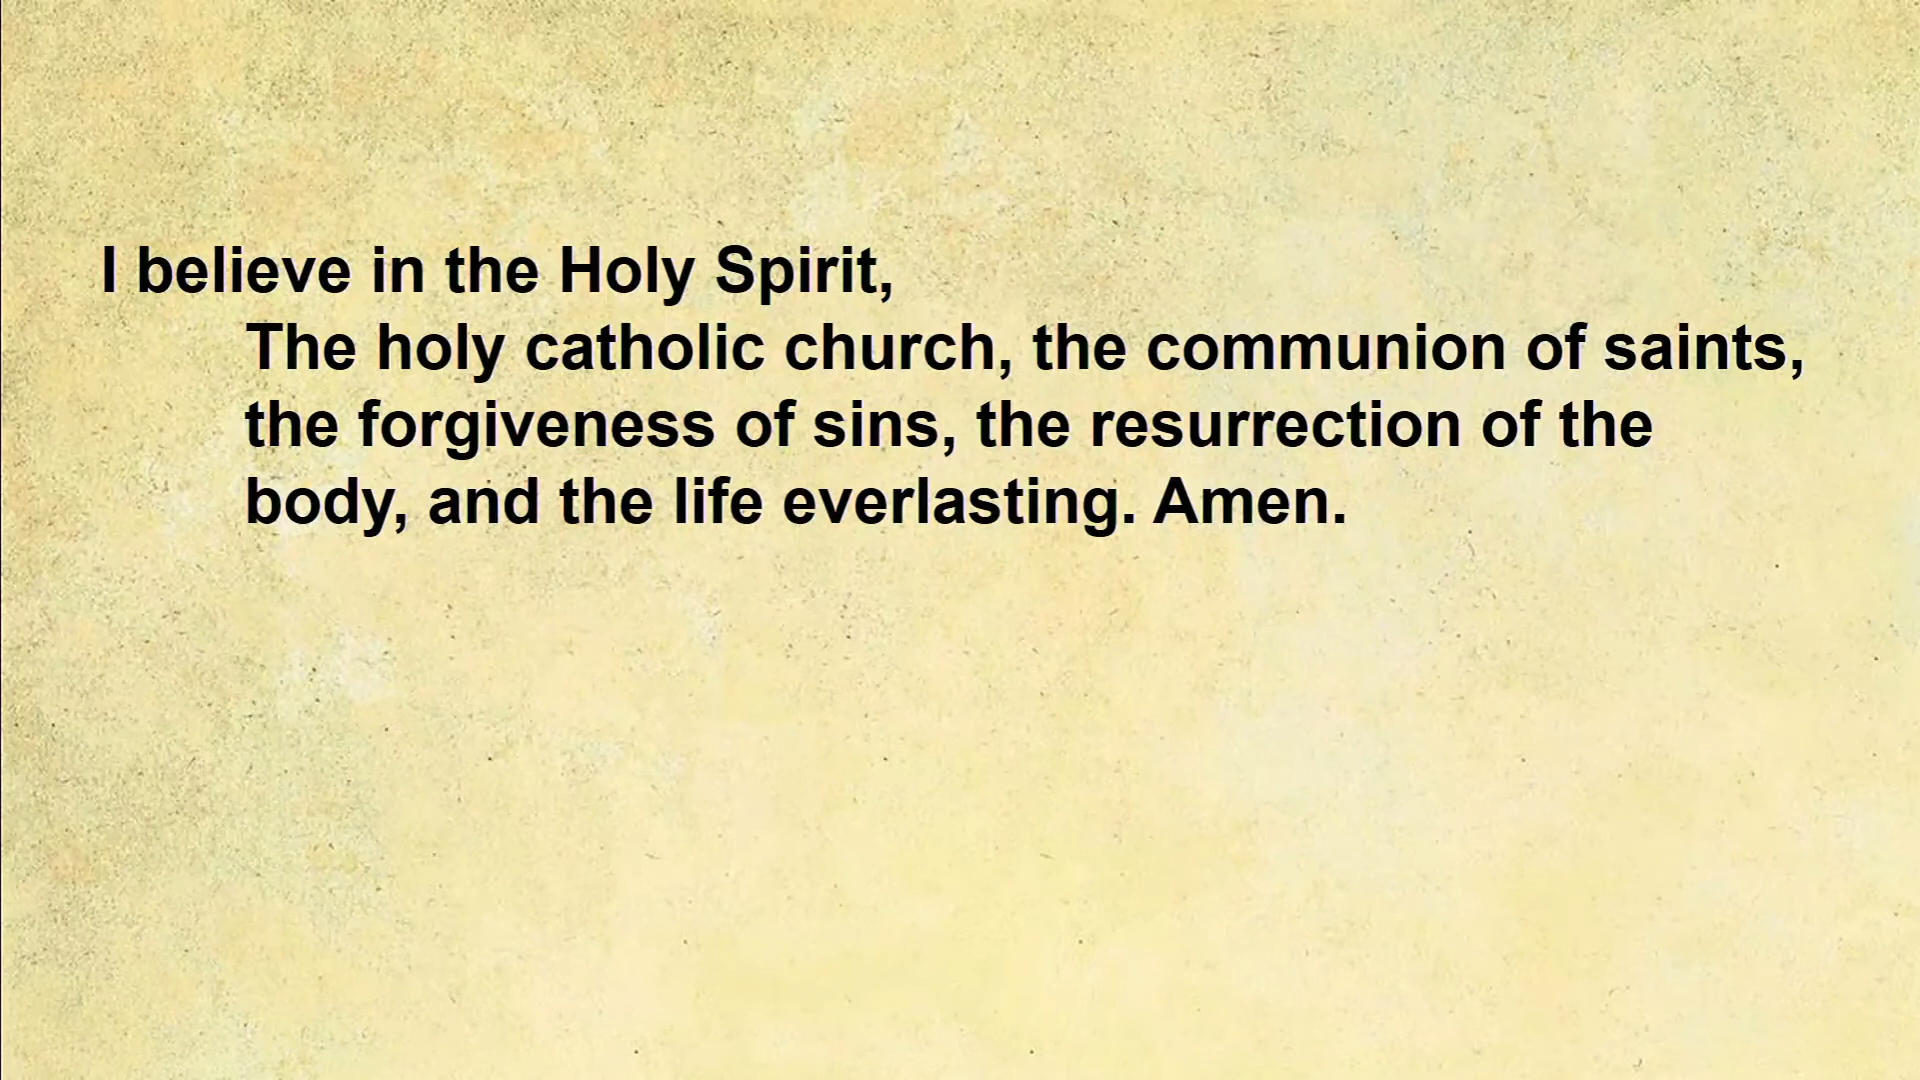 I believe in the Holy Spirit,
The holy catholic church, the communion of saints,
the forgiveness of sins, the resurrection of the
body, and the life everlasting. Amen.